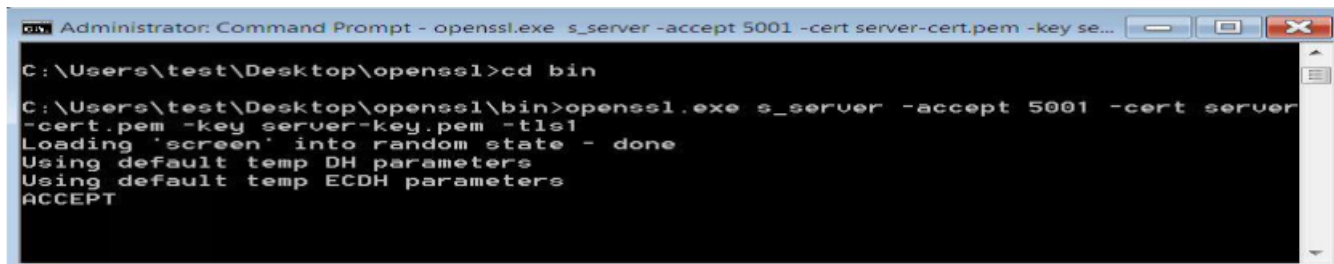 Administrator: Command Prompt - openssl.exe s_server -accept 5001 -cert server-cert.pem -key se...
C:\Users\test\Desktop\openssl>cd bin
C:\Users\test\Desktop\openssl\bin>openssl.exe s_server -accept 5001 -cert server
-cert.pem -key server-key.pem -tls1
Loading 'screen' into random state - done
Using default temp DH parameters
Using default temp ECDH parameters
ACCEPT